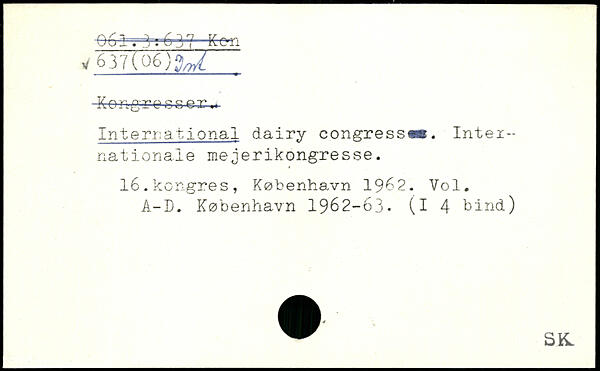 061.3:637 Kon
✓ 637(06) Int
Kongresser.
International dairy congress. Inter-
nationale mejerikongresse.
16.kongres, København 1962. Vol.
A-D. København 1962-63. (I 4 bind)
SK